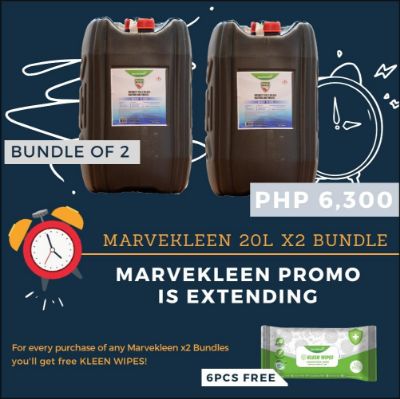 BUNDLE OF 2
PHP 6,300
MARVEKLEEN 20L X2 BUNDLE
MARVEKLEEN PROMO
IS EXTENDING
For every purchase of any Marvekleen x2 Bundles
you'll get free KLEEN WIPES!
KLEEN WIPES
6PCS FREE